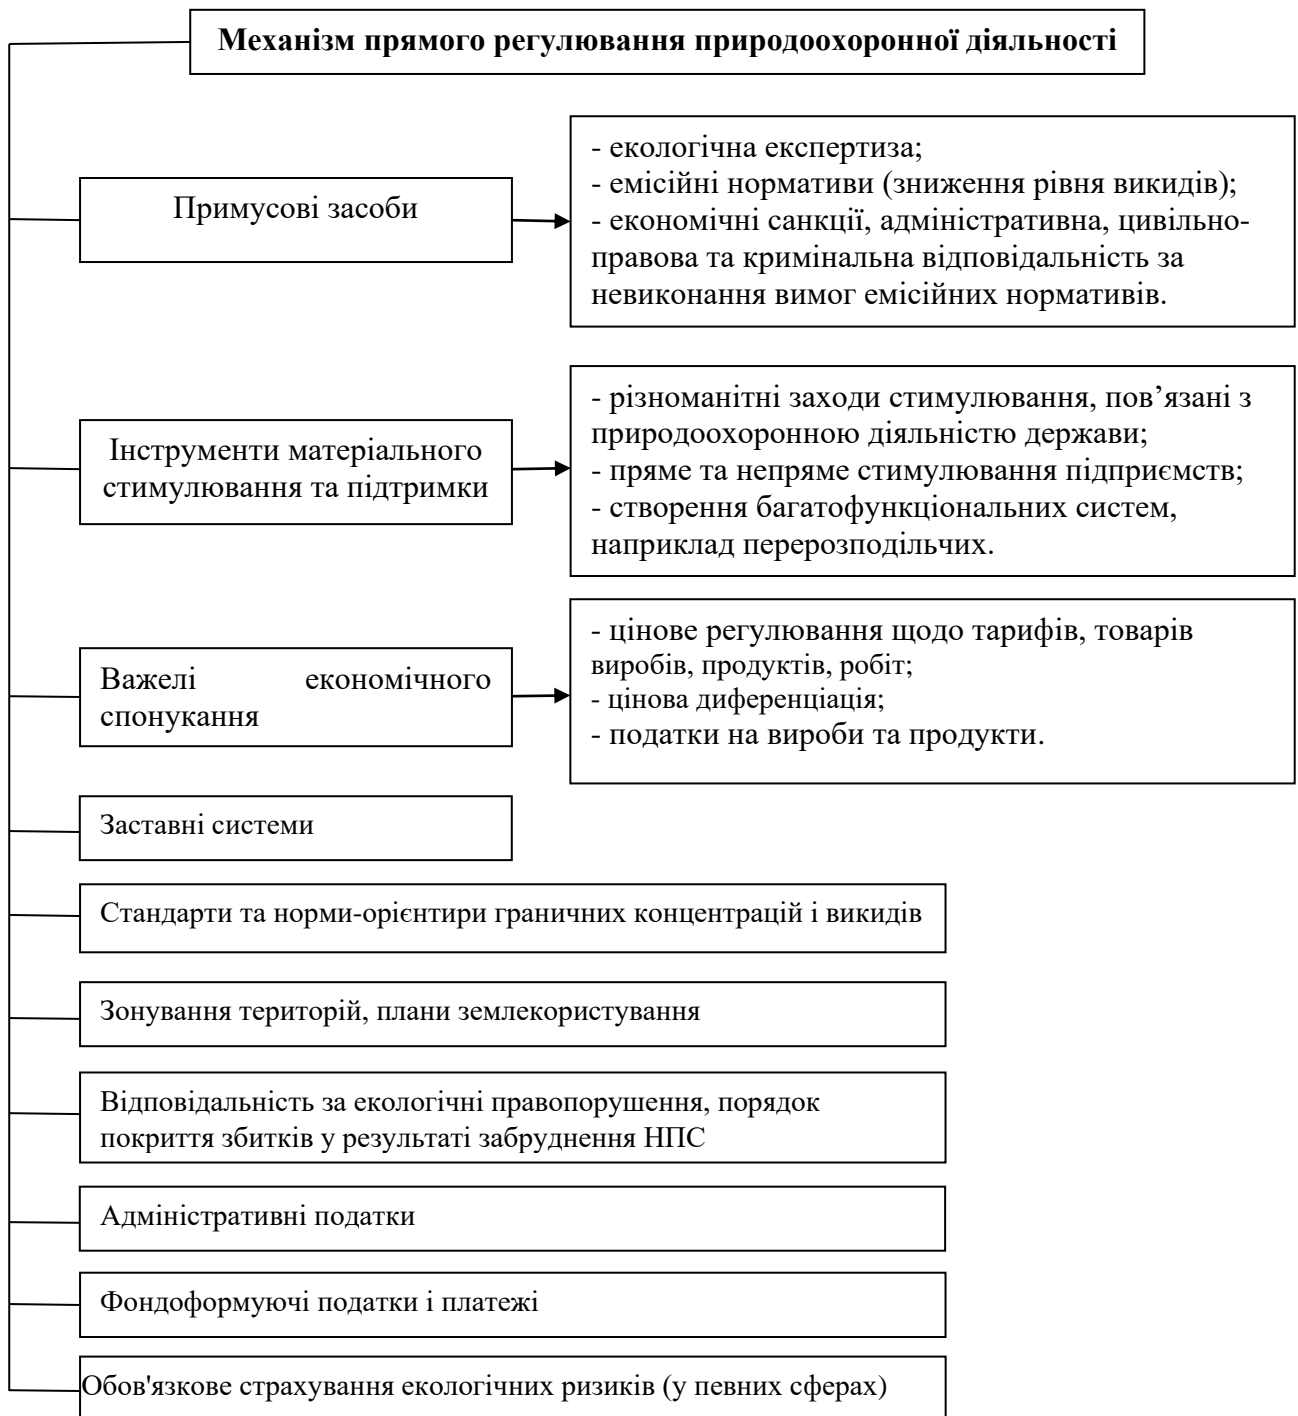 Механізм прямого регулювання природоохоронної діяльності
Примусові засоби
- екологічна експертиза;
- емісійні нормативи (зниження рівня викидів);
- економічні санкції, адміністративна, цивільно-
правова та кримінальна відповідальність за
невиконання вимог емісійних нормативів.
Інструменти матеріального
стимулювання та підтримки
- різноманітні заходи стимулювання, пов’язані з
природоохоронною діяльністю держави;
- пряме та непряме стимулювання підприємств;
- створення багатофункціональних систем,
наприклад перерозподільчих.
Важелі економічного
спонукання
- цінове регулювання щодо тарифів, товарів
виробів, продуктів, робіт;
- цінова диференціація;
- податки на вироби та продукти.
Заставні системи
Стандарти та норми-орієнтири граничних концентрацій і викидів
Зонування територій, плани землекористування
Відповідальність за екологічні правопорушення, порядок
покриття збитків у результаті забруднення НПС
Адміністративні податки
Фондоформуючі податки і платежі
Обов'язкове страхування екологічних ризиків (у певних сферах)